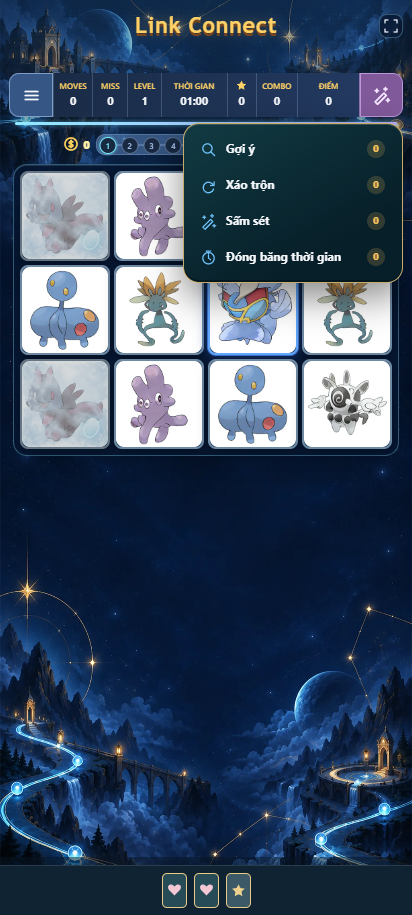 Link Connect
MOVES MISS LEVEL THỜI GIAN COMBO ĐIỂM
0 0 1 01:00 0 0 0
0 1 2 3 4
Gợi ý 0
Xáo trộn 0
Sấm sét 0
Đóng băng thời gian 0